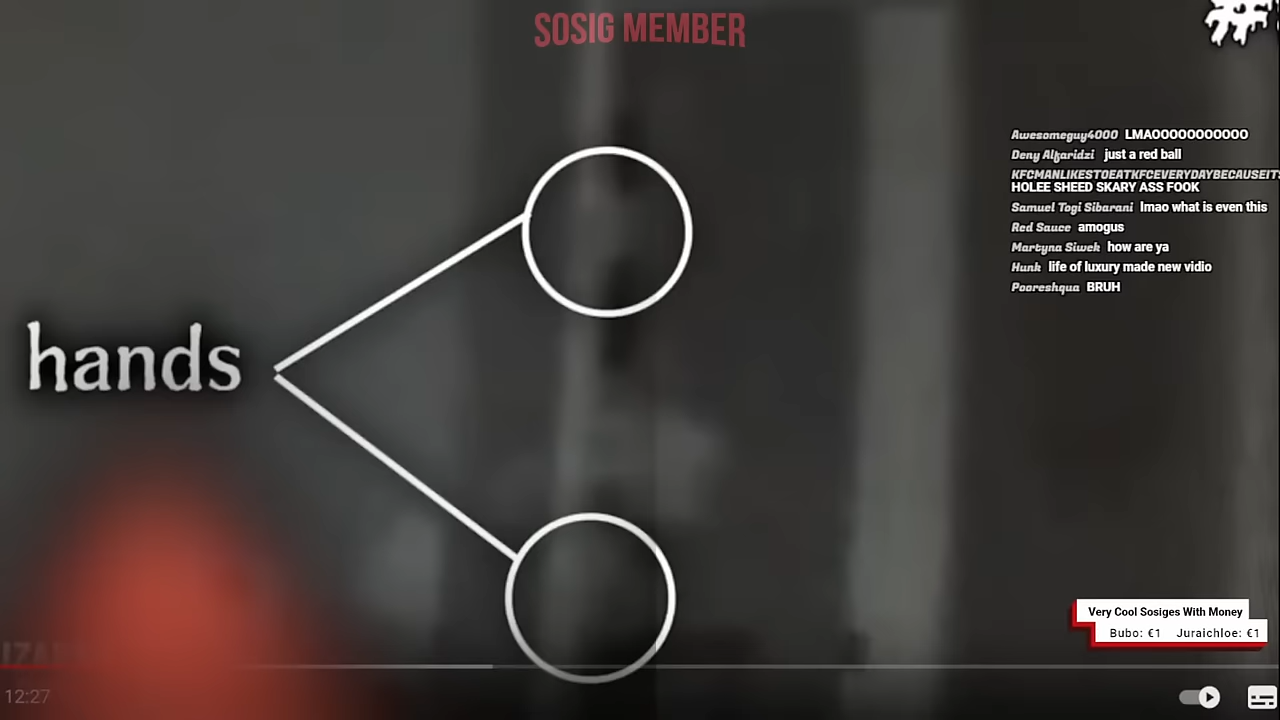 SOSIG MEMBER
Awesomeguy4000 LMAOOOOOOOOOOO
Deny Alfaridzi just a red ball
KFCMANLIKESTOEATKFCEVERYDAYBECAUSEITS
HOLEE SHEED SKARY ASS FOOK
Samuel Togi Sibarani lmao what is even this
Red Sauce amogus
Martyna Siwek how are ya
Hunk life of luxury made new vidio
Pooreshqua BRUH
hands
Very Cool Sosiges With Money
Bubo: €1 Juraichloe: €1
12:27